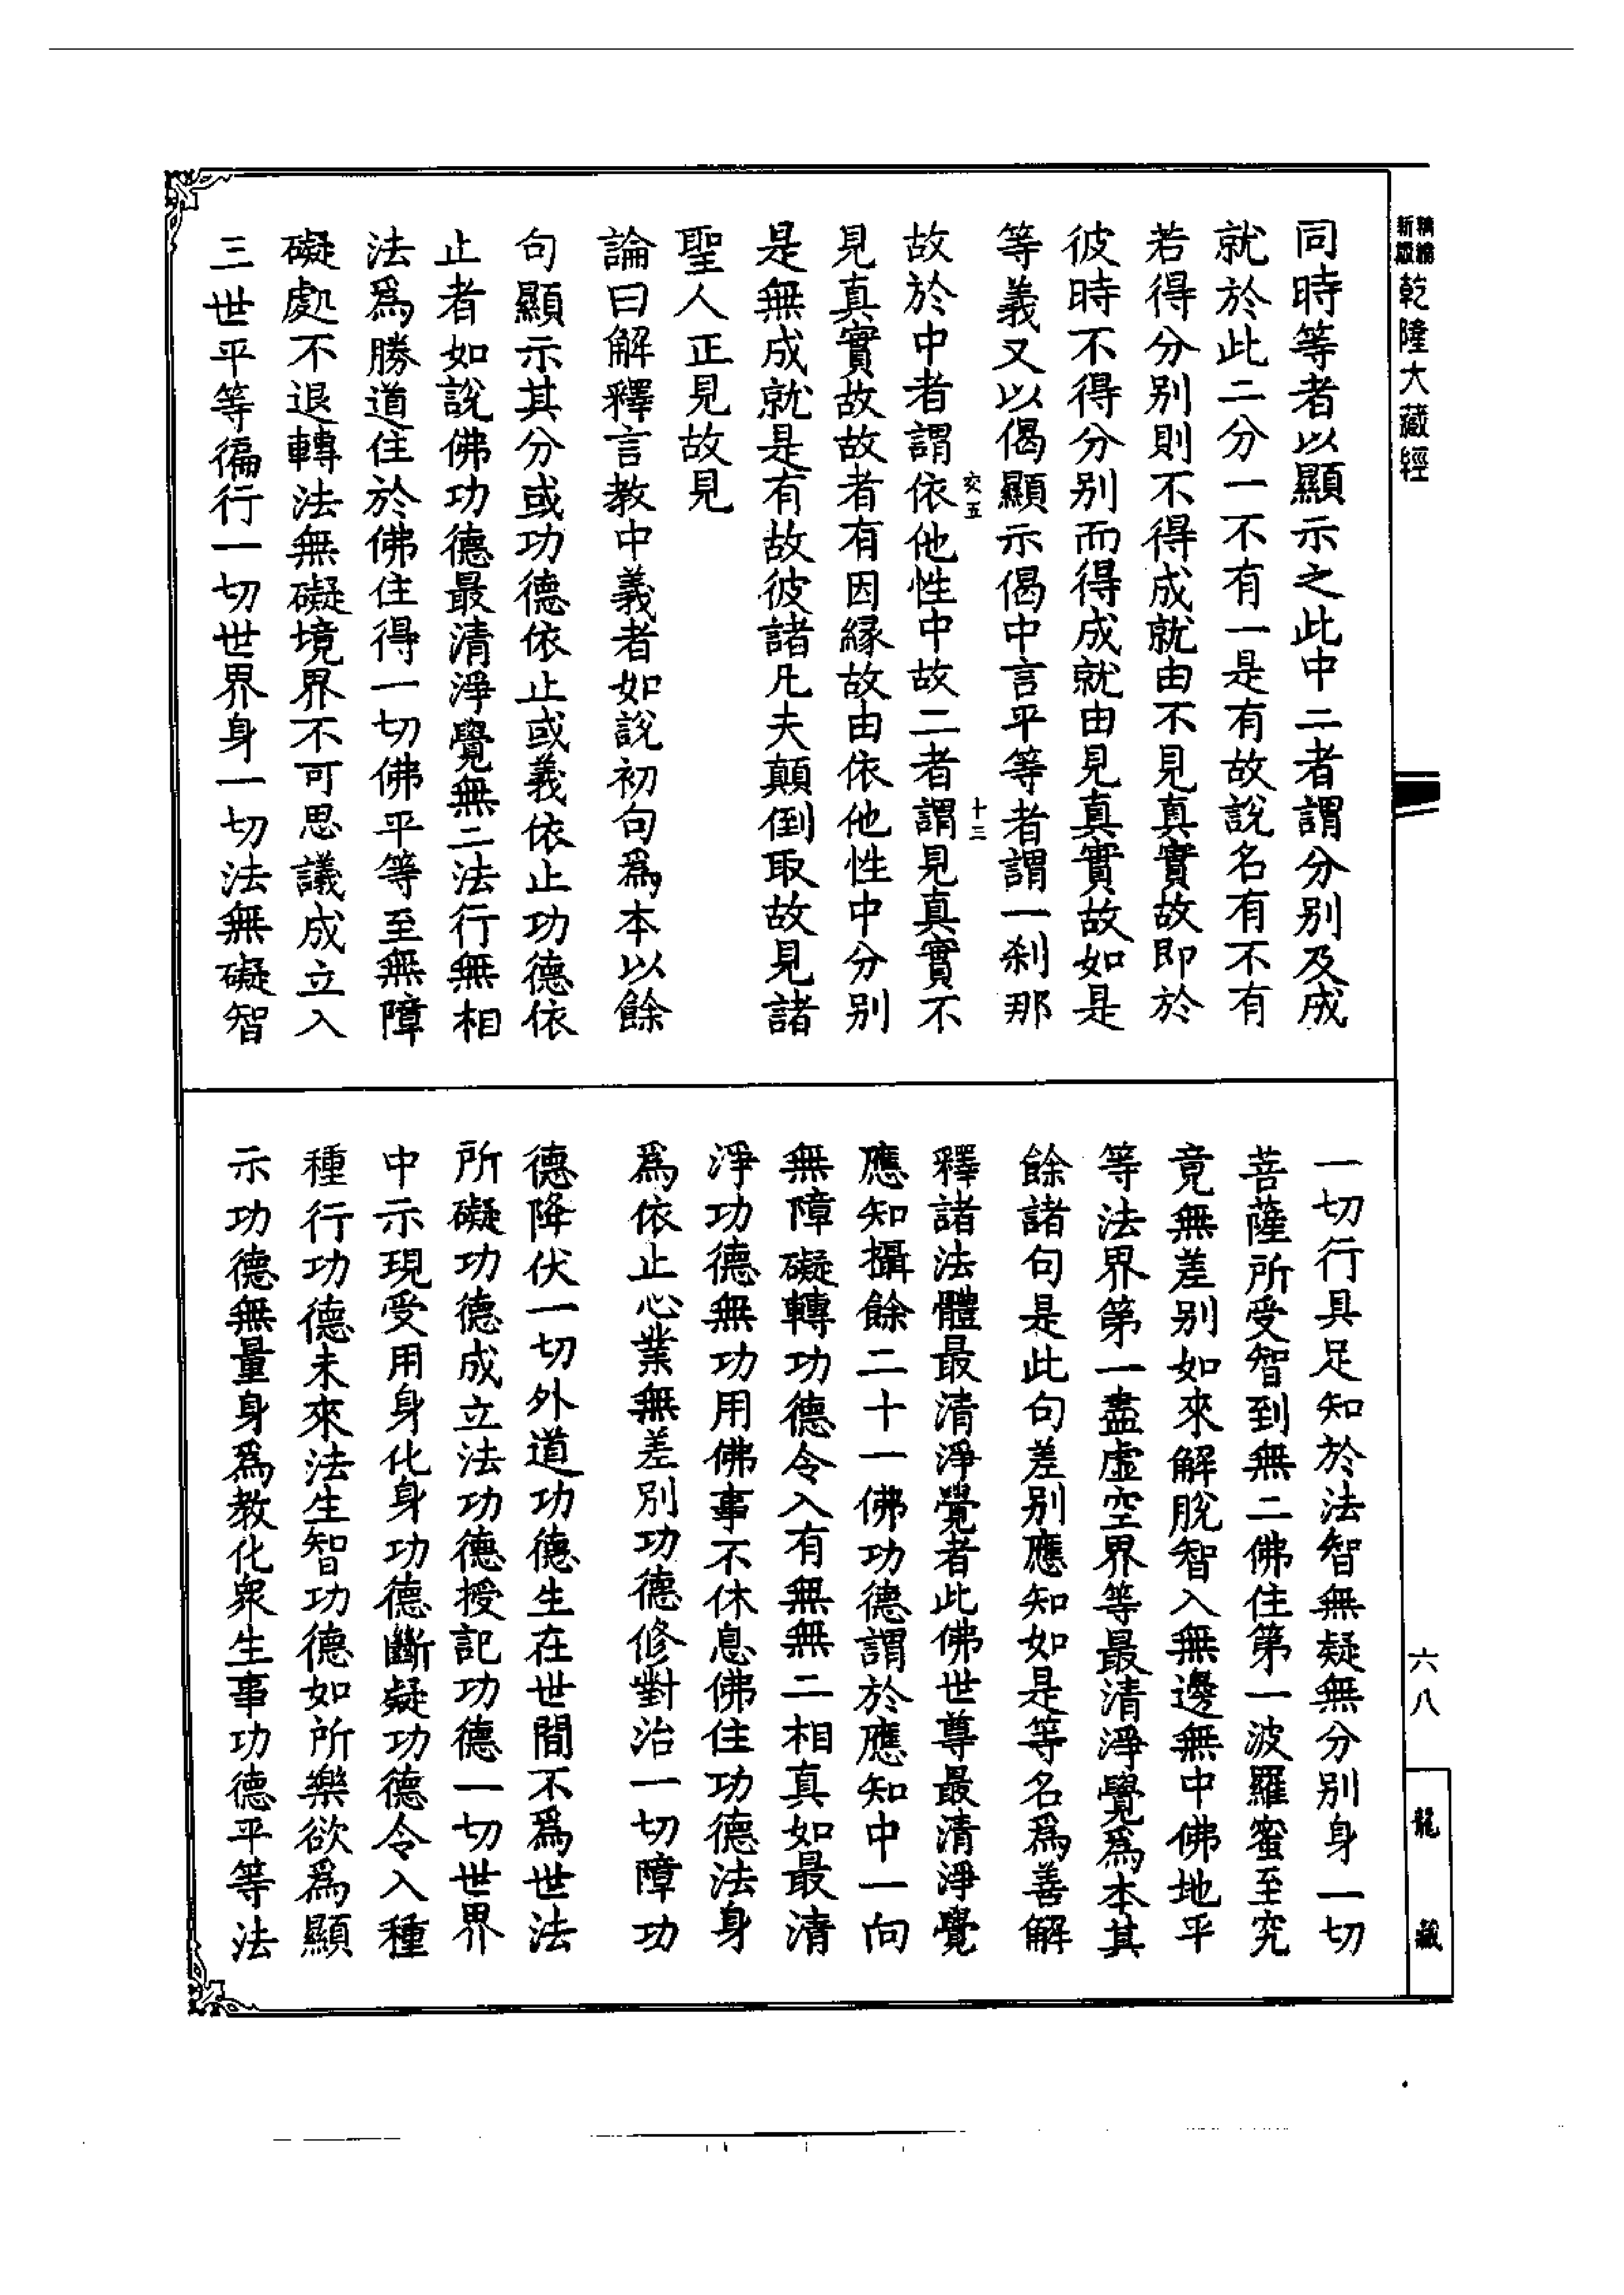 精緝
新版
乾隆大藏經
同時等者以顯示之此中二者謂分别及成
就於此二分一不有一是有故說名有不有
若得分别則不得成就由不見真實故即於
彼時不得分别而得成就由見真實故如是
等義又以偈顯示偈中言平等者謂一刹那
交五
十三
故於中者謂依他性中故二者謂見真實不
見真實故故者有因縁故由依他性中分别
是無成就是有故彼諸凡夫顛倒取故見諸
聖人正見故見
論曰解釋言教中義者如說初句爲本以餘
句顯示其分或功德依止或義依止功德依
止者如說佛功德最清淨覺無二法行無相
法爲勝道住於佛住得一切佛平等至無障
礙處不退轉法無礙境界不可思議成立入
三世平等徧行一切世界身一切法無礙智
一切行具足知於法智無疑無分别身一切
菩薩所受智到無二佛住第一波羅蜜至究
竟無差别如來解脫智入無邊無中佛地平
等法界第一盡虚空界等最清淨覺爲本其
餘諸句是此句差别應知如是等名爲善解
釋諸法體最清淨覺者此佛世尊最清淨覺
應知攝餘二十一佛功德謂於應知中一向
無障礙轉功德令入有無無二相真如最清
淨功德無功用佛事不休息佛住功德法身
爲依止心業無差别功德修對治一切障功
德降伏一切外道功德生在世間不爲世法
所礙功德成立法功德授記功德一切世界
中示現受用身化身功德斷疑功德令入種
種行功德未來法生智功德如所樂欲爲顯
示功德無量身爲教化衆生事功德平等法
六八
龍藏